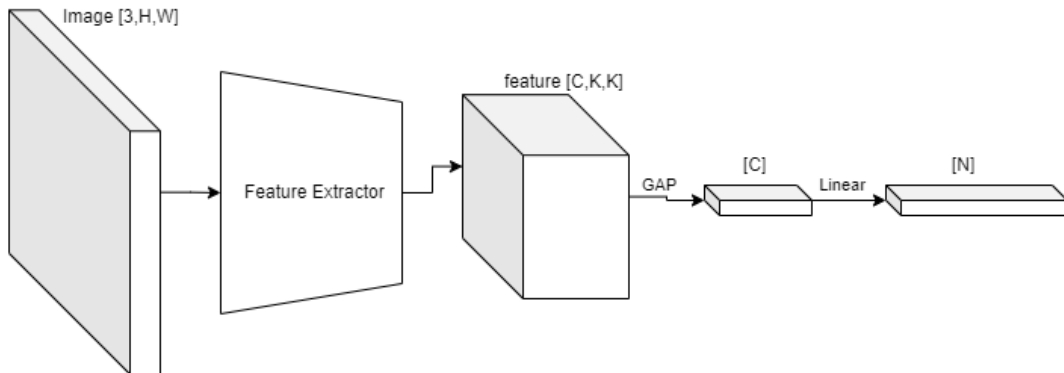 Image [3,H,W]
feature [C,K,K]
Feature Extractor
GAP
[C]
Linear
[N]